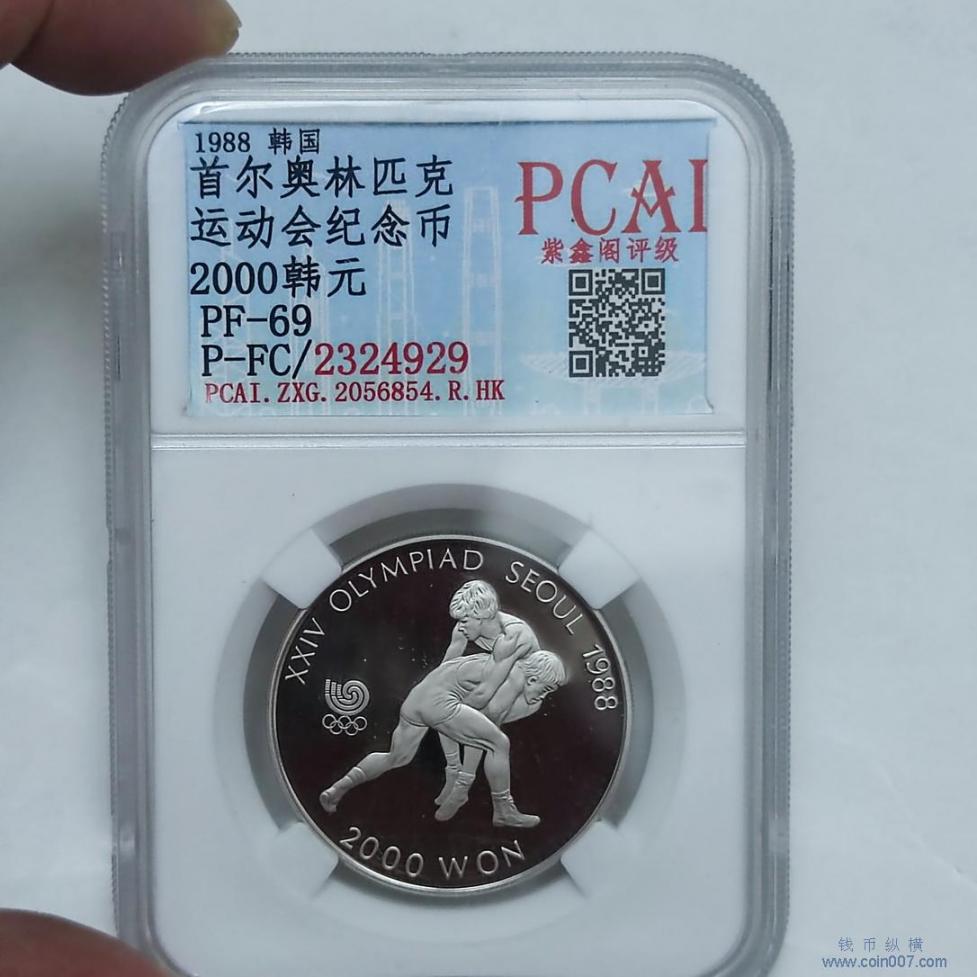 1988 韩国
首尔奥林匹克
运动会纪念币
2000韩元
PF-69
P-FC/2324929
PCAI.ZXG.2056854.R.HK
PCAI
紫鑫阁评级
XXIV OLYMPIAD SEOUL 1988
2000 WON
钱币纵横
www.coin007.com